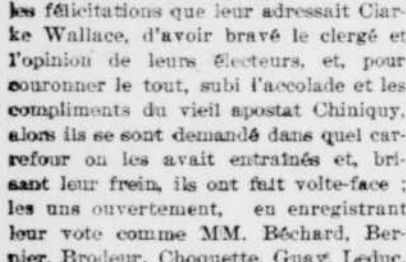 les félicitations que leur adressait Clar-
ke Wallace, d'avoir bravé le clergé et
l'opinion de leurs électeurs, et, pour
couronner le tout, subi l'accolade et les
compliments du vieil apostat Chiniquy,
alors ils se sont demandé dans quel car-
refour on les avait entraînés et, bri-
sant leur frein, ils ont fait volte-face ;
les uns ouvertement, en enregistrant
leur vote comme MM. Béchard, Ber-
nier, Brodeur, Choquette, Guay, Leduc,